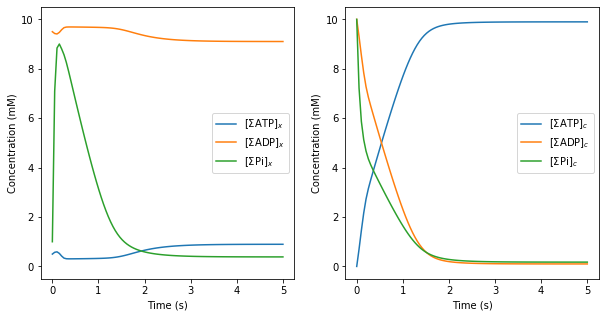 10
8
6
4
2
0
Concentration (mM)
[ΣATP]x
[ΣADP]x
[ΣPi]x
0 1 2 3 4 5
Time (s)
10
8
6
4
2
0
Concentration (mM)
[ΣATP]c
[ΣADP]c
[ΣPi]c
0 1 2 3 4 5
Time (s)